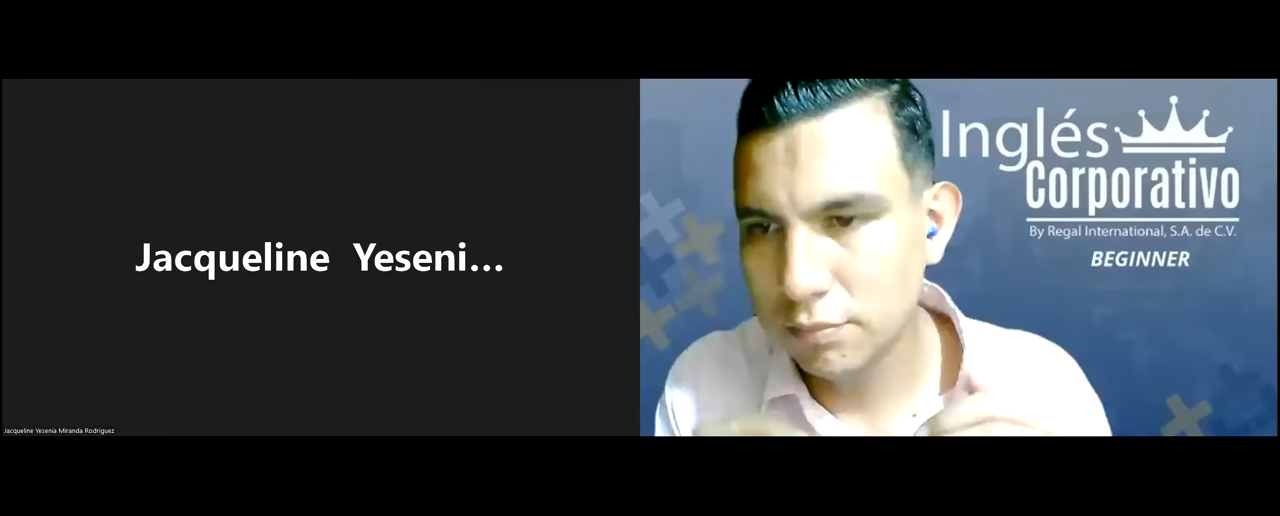 Jacqueline Yeseni...
Jacqueline Yesenia Miranda Rodriguez
Inglés
Corporativo
By Regal International, S.A. de C.V.
BEGINNER